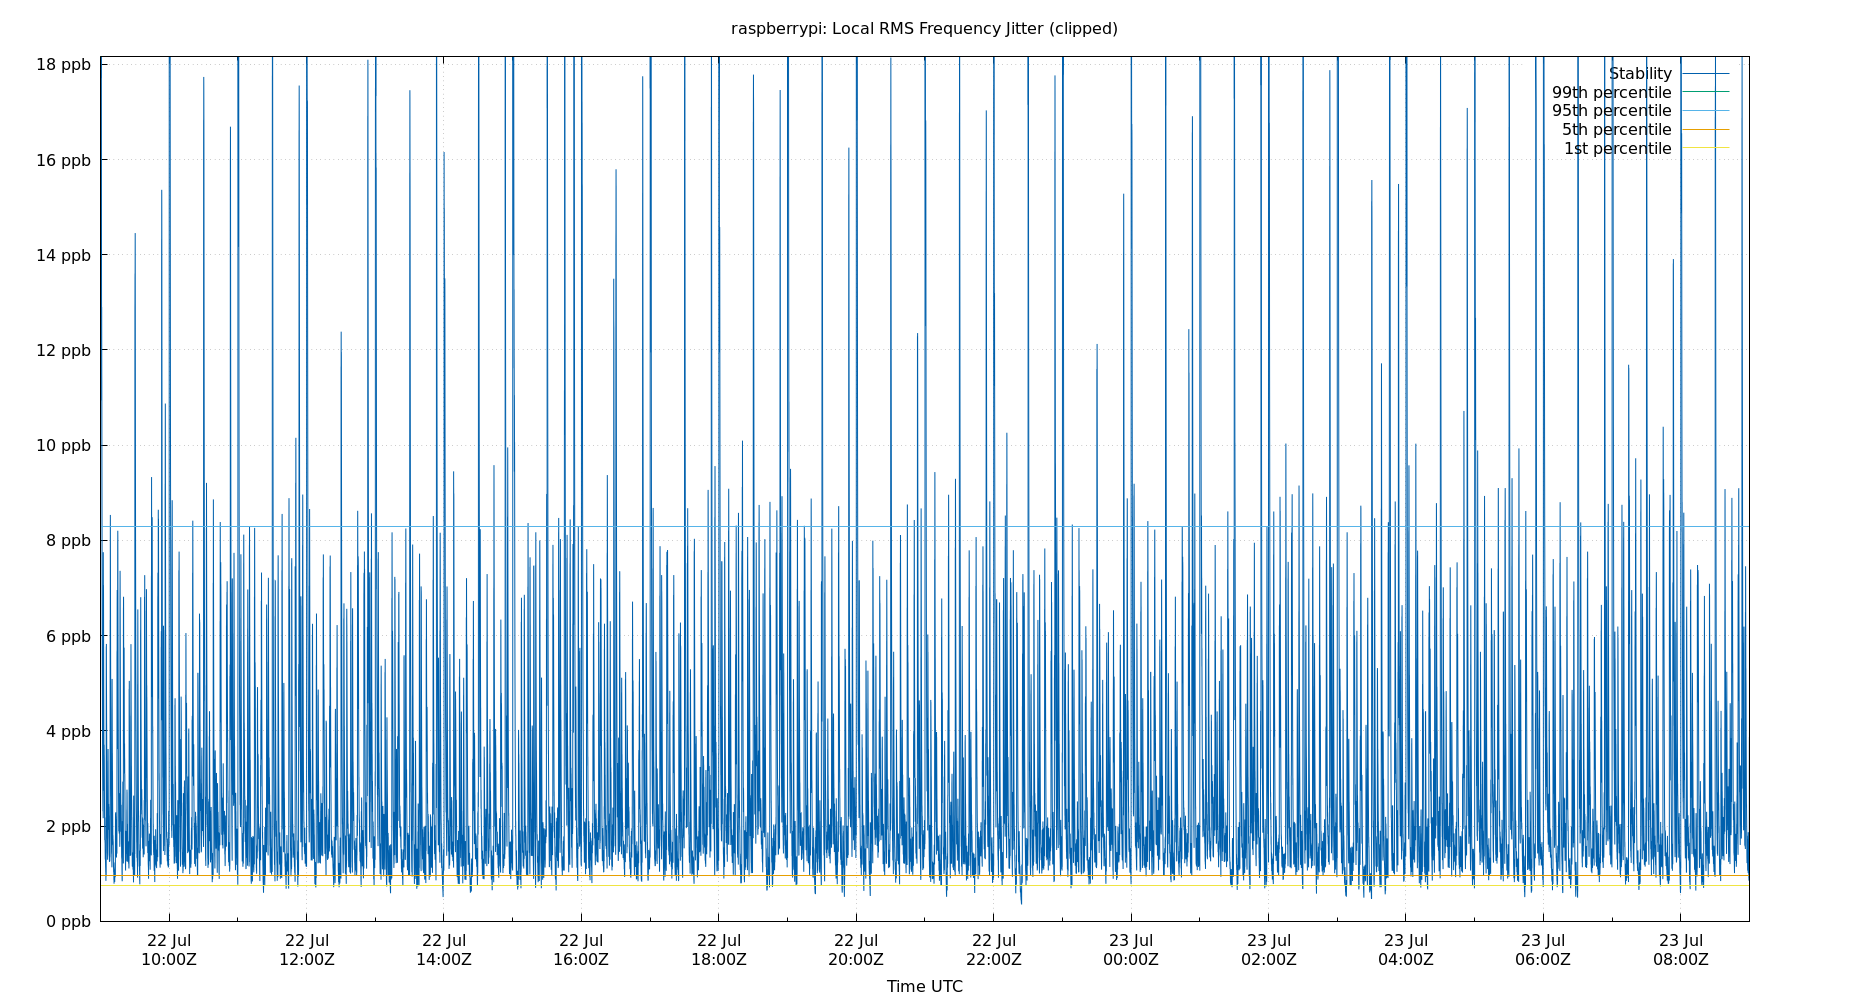 raspberrypi: Local RMS Frequency Jitter (clipped)
18 ppb
16 ppb
14 ppb
12 ppb
10 ppb
8 ppb
6 ppb
4 ppb
2 ppb
0 ppb
Stability
99th percentile
95th percentile
5th percentile
1st percentile
22 Jul 22 Jul 22 Jul 22 Jul 22 Jul 22 Jul 22 Jul 23 Jul 23 Jul 23 Jul 23 Jul 23 Jul
10:00Z 12:00Z 14:00Z 16:00Z 18:00Z 20:00Z 22:00Z 00:00Z 02:00Z 04:00Z 06:00Z 08:00Z
Time UTC